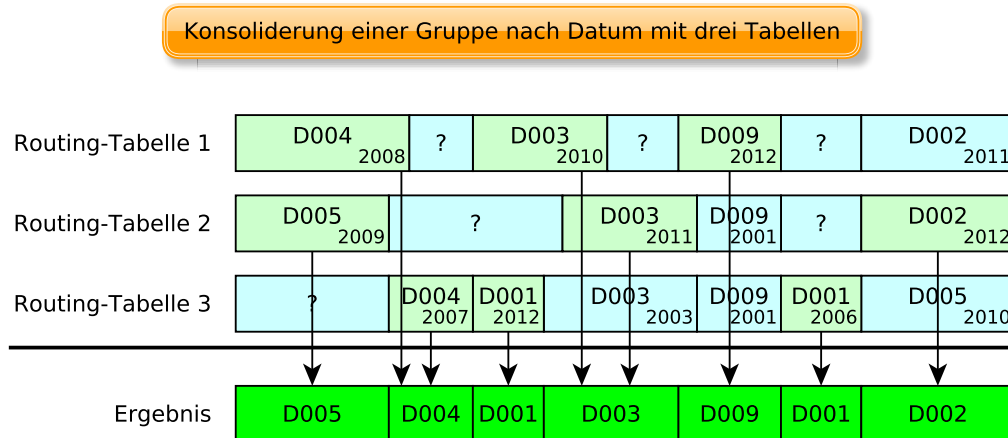 Konsoliderung einer Gruppe nach Datum mit drei Tabellen
Routing-Tabelle 1 D004 2008 ? D003 2010 ? D009 2012 ? D002 2011
Routing-Tabelle 2 D005 2009 ? D003 2011 D009 2001 ? D002 2012
Routing-Tabelle 3 ? D004 2007 D001 2012 D003 2003 D009 2001 D001 2006 D005 2010
Ergebnis D005 D004 D001 D003 D009 D001 D002